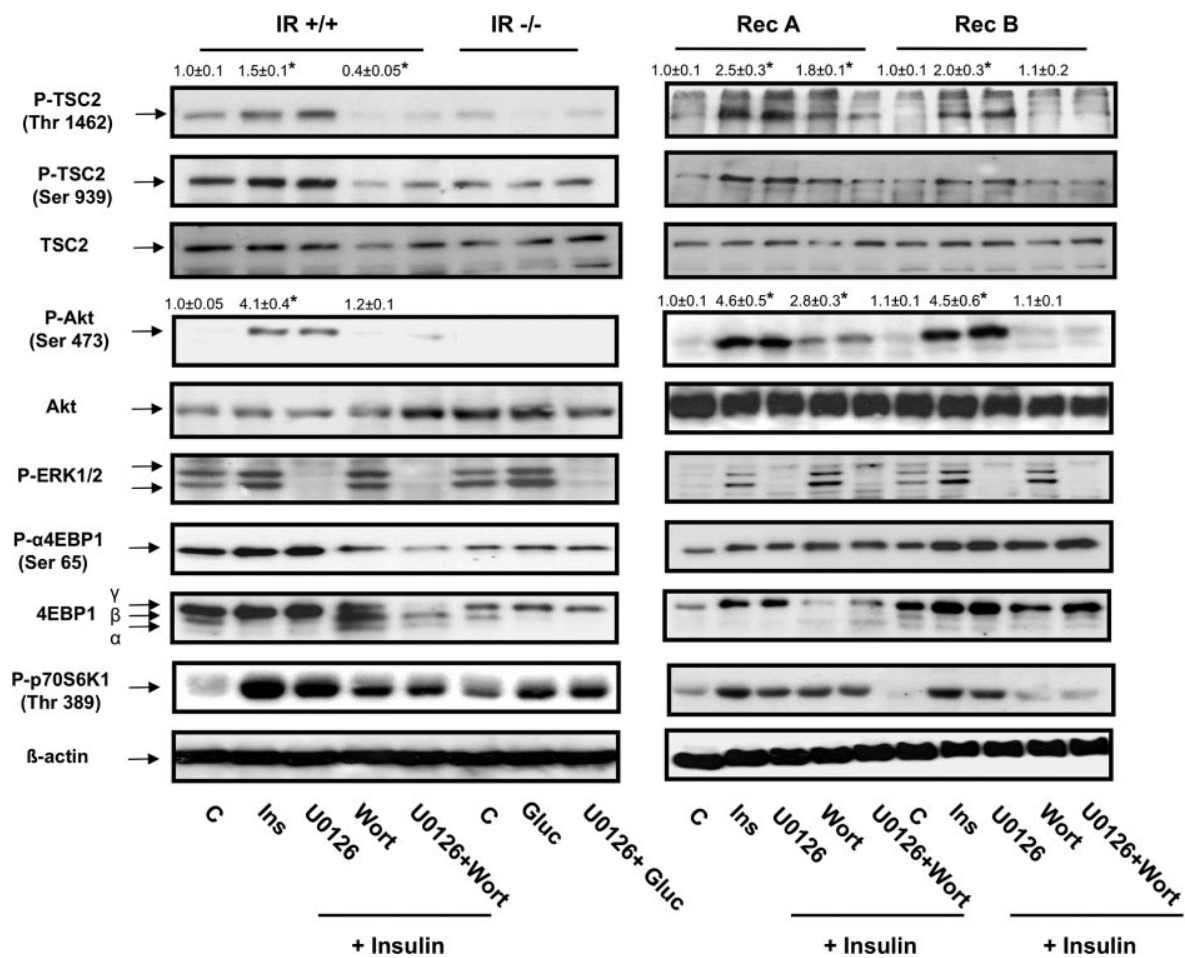 IR +/+ IR -/- Rec A Rec B
1.0±0.1 1.5±0.1* 0.4±0.05* 1.0±0.1 2.5±0.3* 1.8±0.1* 1.0±0.1 2.0±0.3* 1.1±0.2
P-TSC2
(Thr 1462)
P-TSC2
(Ser 939)
TSC2
1.0±0.05 4.1±0.4* 1.2±0.1 1.0±0.1 4.6±0.5* 2.8±0.3* 1.1±0.1 4.5±0.6* 1.1±0.1
P-Akt
(Ser 473)
Akt
P-ERK1/2
P-α4EBP1
(Ser 65)
γ
4EBP1 β
α
P-p70S6K1
(Thr 389)
ß-actin
C Ins U0126 Wort U0126+Wort C Gluc U0126+ Gluc C Ins U0126 Wort U0126+Wort C Ins U0126 Wort U0126+Wort
+ Insulin + Insulin + Insulin